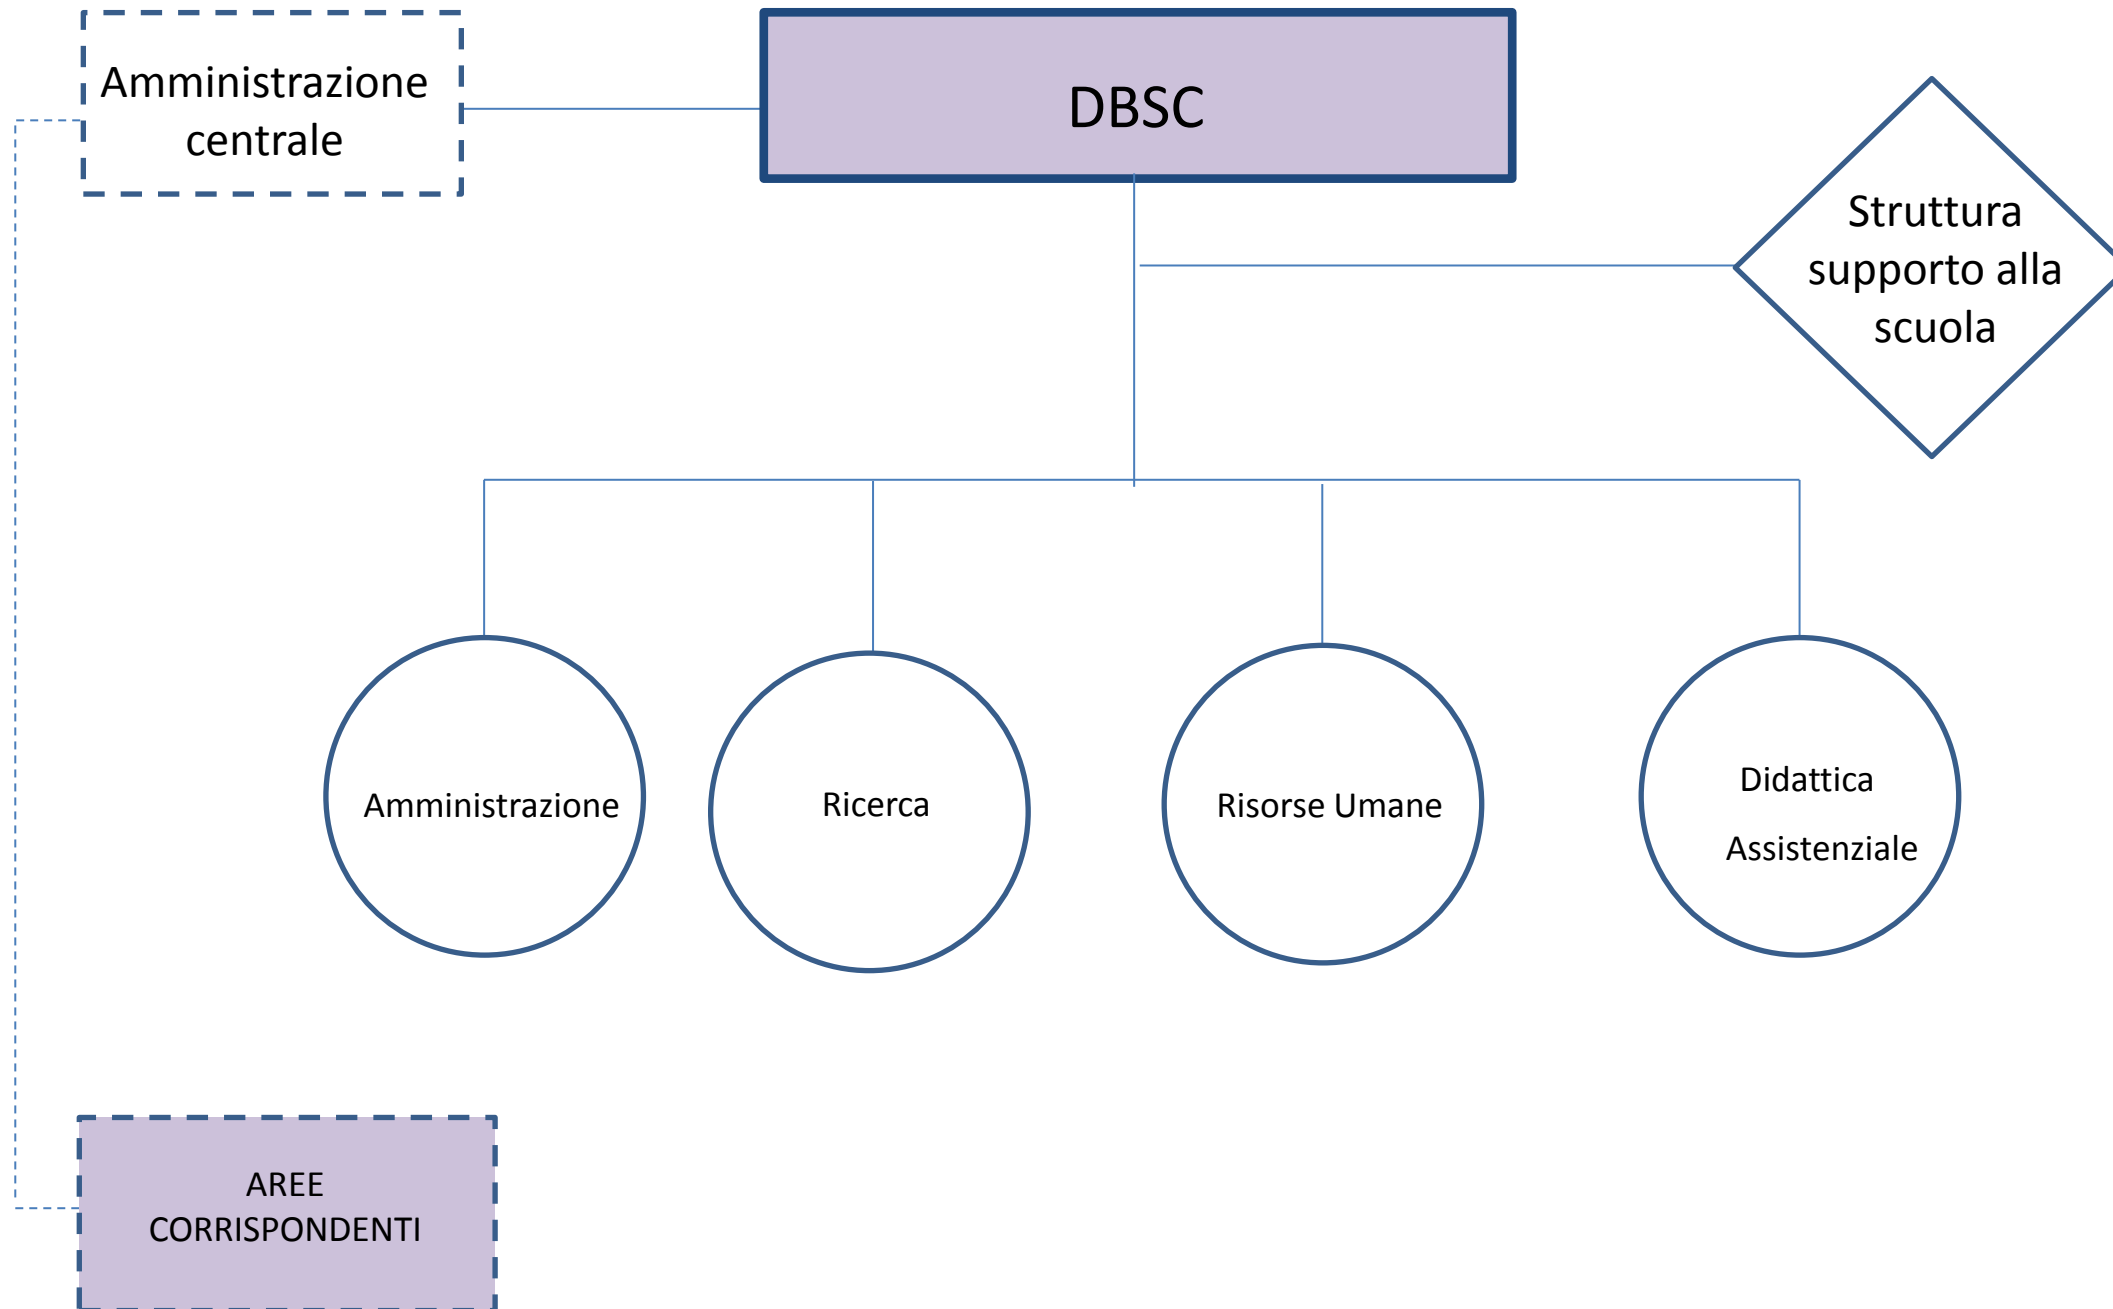 Amministrazione
centrale
DBSC
Struttura
supporto alla
scuola
Amministrazione
Ricerca
Risorse Umane
Didattica
Assistenziale
AREE
CORRISPONDENTI